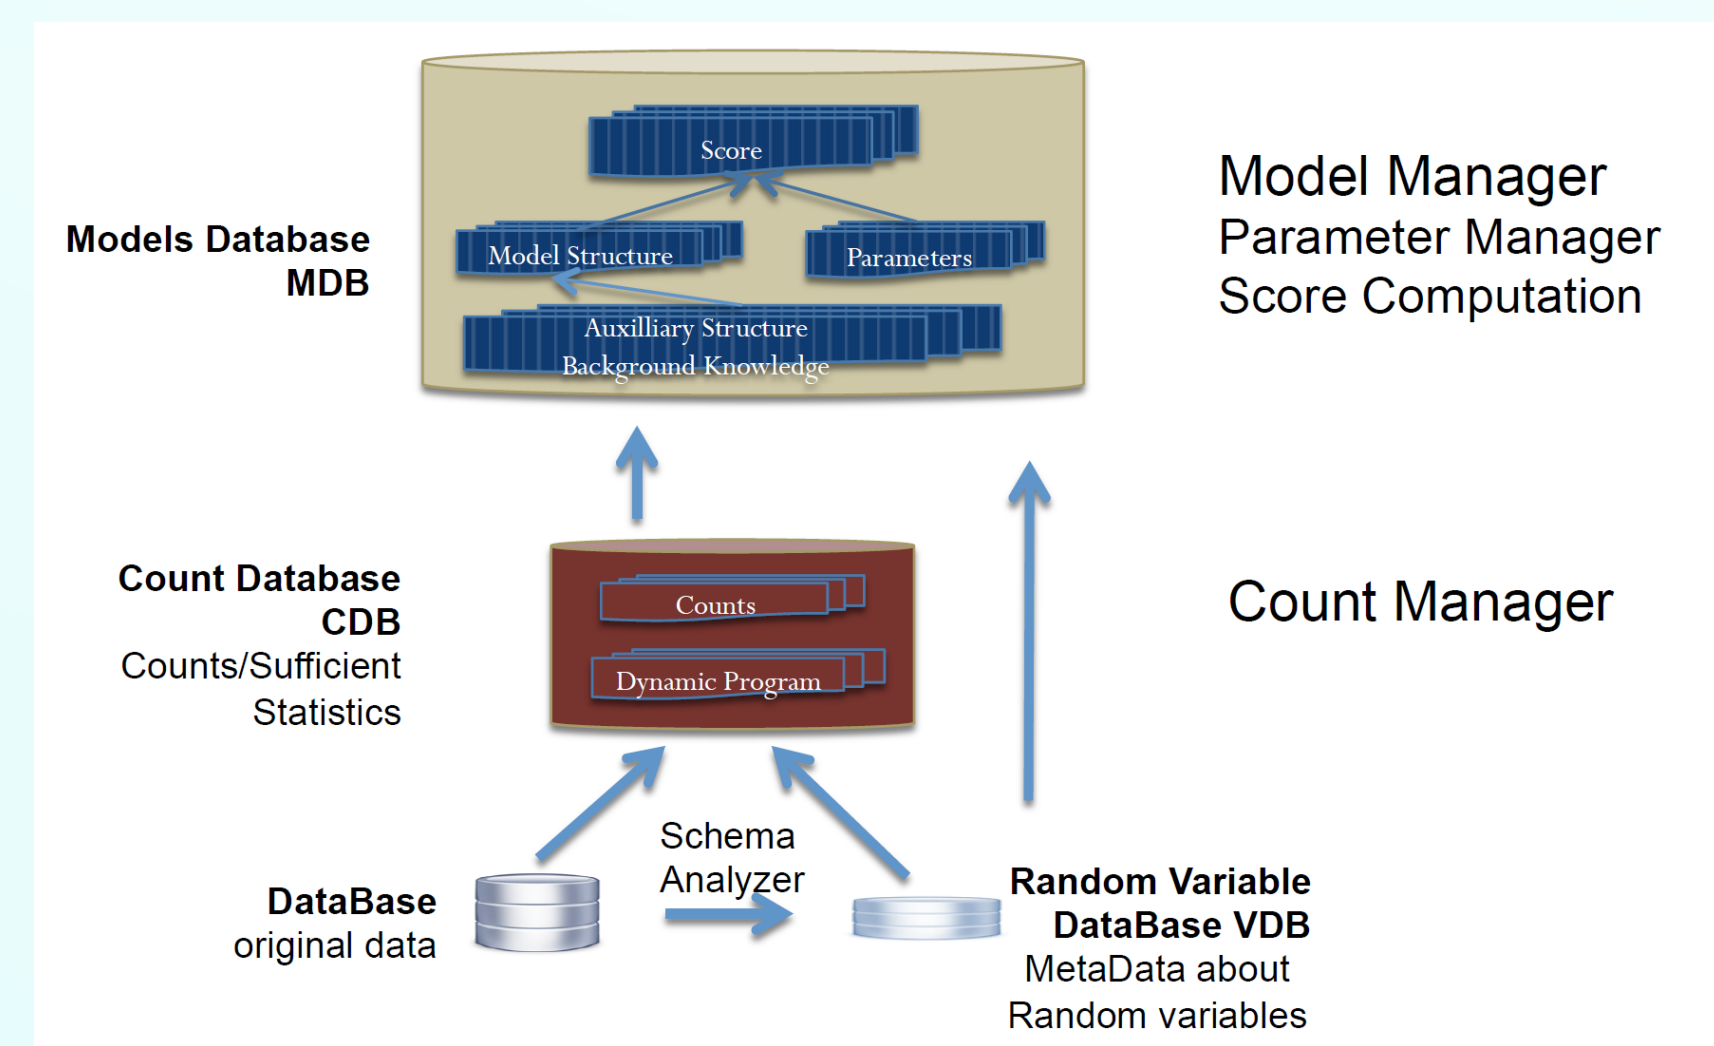 Score
Model Structure
Parameters
Auxilliary Structure
Background Knowledge
Models Database
MDB
Model Manager
Parameter Manager
Score Computation
Counts
Dynamic Program
Count Database
CDB
Counts/Sufficient
Statistics
Count Manager
Schema
Analyzer
DataBase
original data
Random Variable
DataBase VDB
MetaData about
Random variables